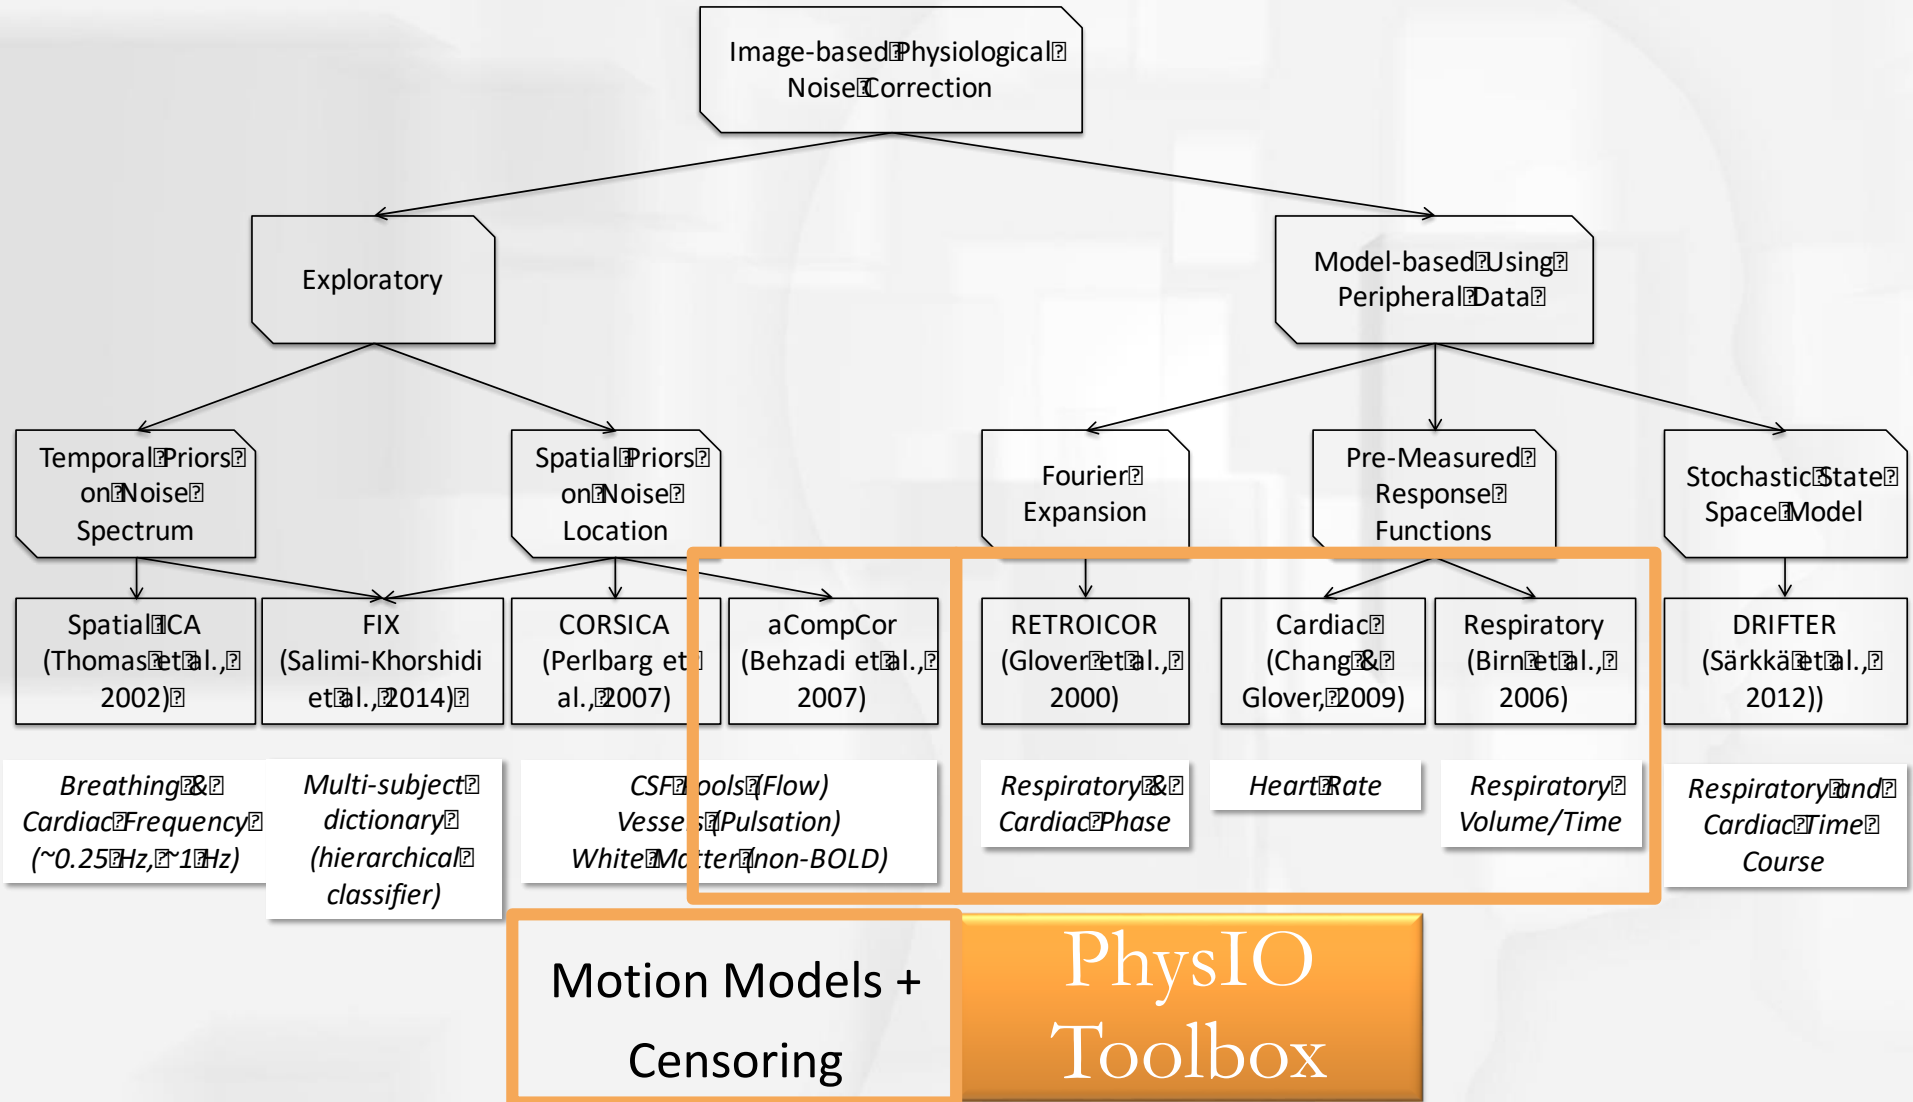 Image-based Physiological
Noise Correction
Exploratory
Model-based Using
Peripheral Data
Temporal Priors
on Noise
Spectrum
Spatial Priors
on Noise
Location
Fourier
Expansion
Pre-Measured
Response
Functions
Stochastic State
Space Model
Spatial ICA
(Thomas et al.,
2002)
FIX
(Salimi-Khorshidi
et al., 2014)
CORSICA
(Perlbarg et
al., 2007)
aCompCor
(Behzadi et al.,
2007)
RETROICOR
(Glover et al.,
2000)
Cardiac
(Chang &
Glover, 2009)
Respiratory
(Birn et al.,
2006)
DRIFTER
(Särkkä et al.,
2012))
Breathing &
Cardiac Frequency
(~0.25 Hz, ~1 Hz)
Multi-subject
dictionary
(hierarchical
classifier)
CSF Pools (Flow)
Vessels (Pulsation)
White Matter (non-BOLD)
Respiratory &
Cardiac Phase
Heart Rate
Respiratory
Volume/Time
Respiratory and
Cardiac Time
Course
Motion Models +
Censoring
PhysIO
Toolbox